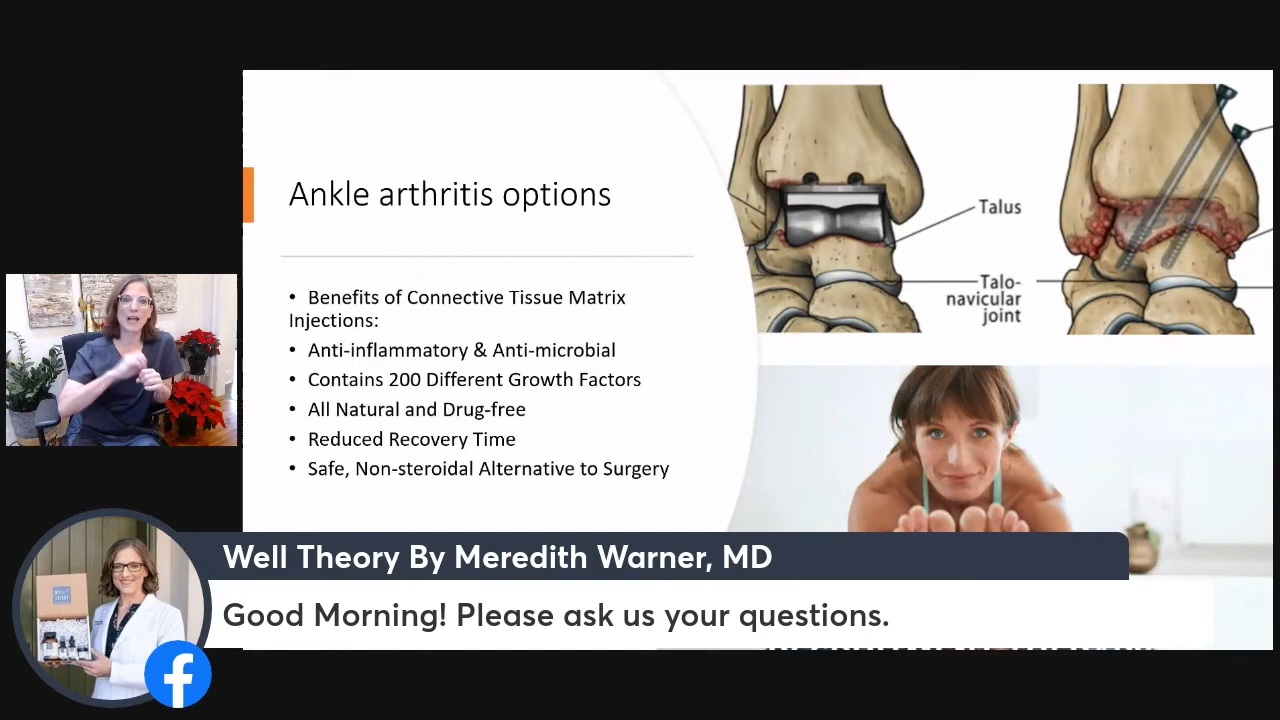 Ankle arthritis options
• Benefits of Connective Tissue Matrix
Injections:
• Anti-inflammatory & Anti-microbial
• Contains 200 Different Growth Factors
• All Natural and Drug-free
• Reduced Recovery Time
• Safe, Non-steroidal Alternative to Surgery
Talus
Talo-
navicular
joint
Well Theory By Meredith Warner, MD
Good Morning! Please ask us your questions.